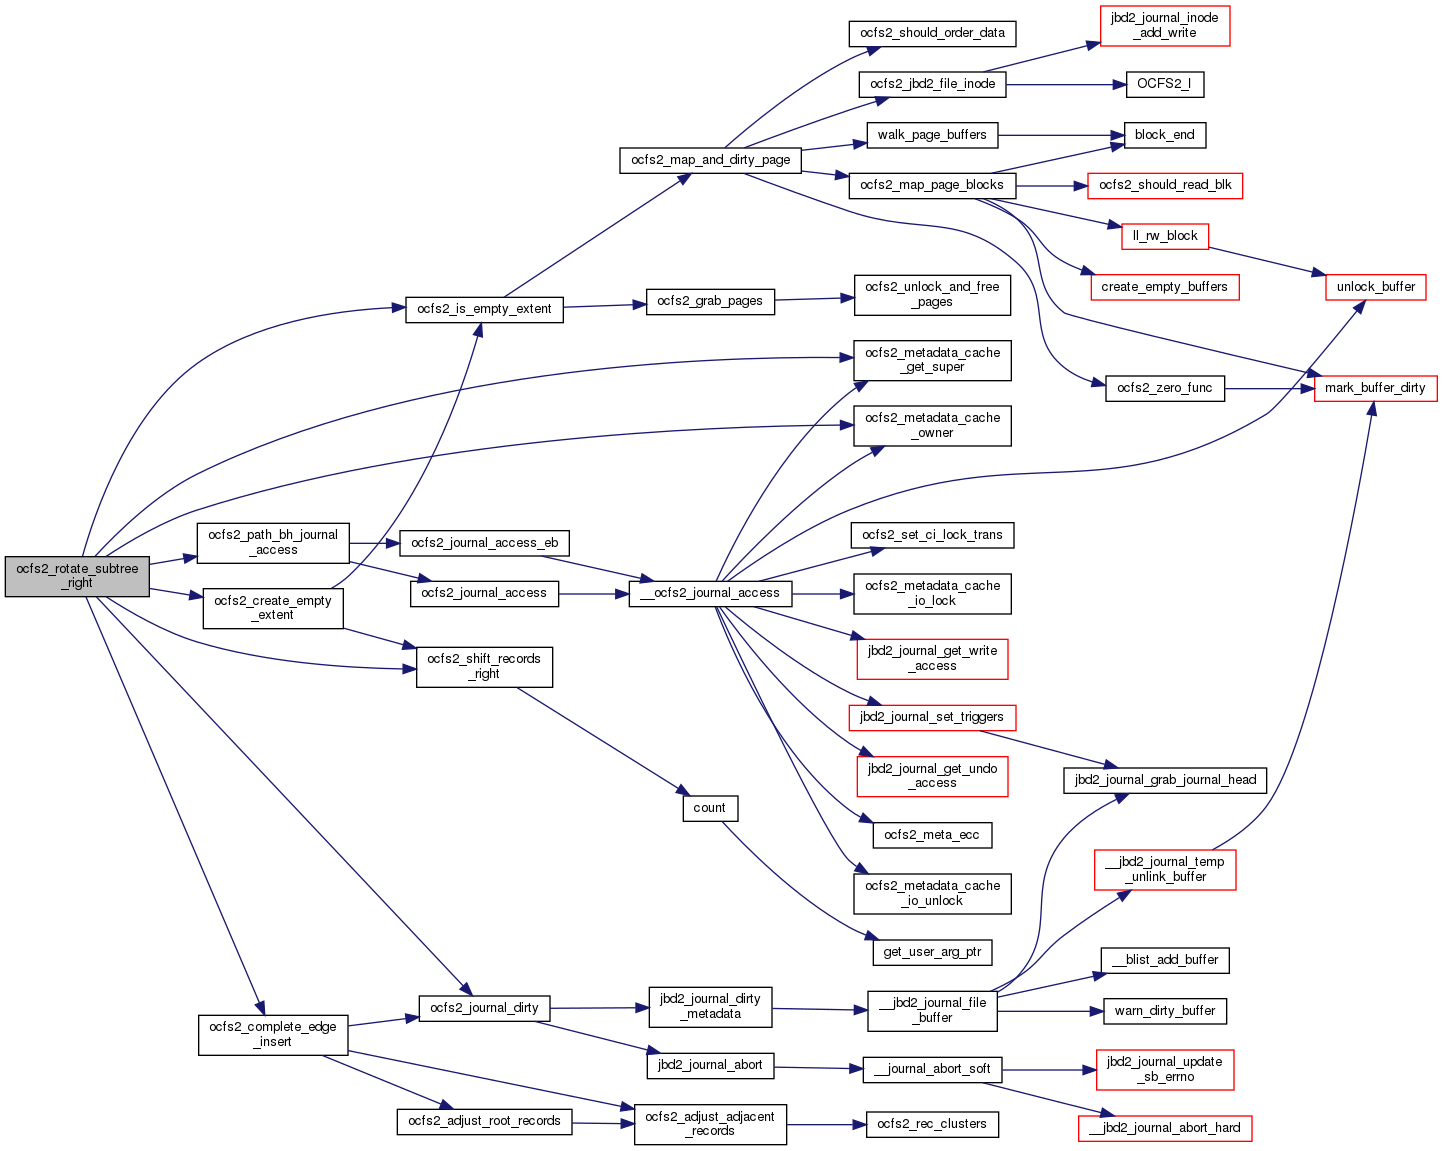 ocfs2_rotate_subtree
_right
ocfs2_is_empty_extent
ocfs2_path_bh_journal
_access
ocfs2_create_empty
_extent
ocfs2_complete_edge
_insert
ocfs2_journal_access_eb
ocfs2_journal_access
ocfs2_shift_records
_right
ocfs2_journal_dirty
ocfs2_adjust_root_records
ocfs2_map_and_dirty_page
ocfs2_grab_pages
__ocfs2_journal_access
count
jbd2_journal_dirty
_metadata
jbd2_journal_abort
ocfs2_adjust_adjacent
_records
ocfs2_should_order_data
ocfs2_jbd2_file_inode
walk_page_buffers
ocfs2_map_page_blocks
ocfs2_unlock_and_free
_pages
ocfs2_metadata_cache
_get_super
ocfs2_metadata_cache
_owner
ocfs2_set_ci_lock_trans
ocfs2_metadata_cache
_io_lock
jbd2_journal_get_write
_access
jbd2_journal_set_triggers
jbd2_journal_get_undo
_access
ocfs2_meta_ecc
ocfs2_metadata_cache
_io_unlock
get_user_arg_ptr
__jbd2_journal_file
_buffer
__journal_abort_soft
ocfs2_rec_clusters
jbd2_journal_inode
_add_write
OCFS2_I
block_end
ocfs2_should_read_blk
ll_rw_block
create_empty_buffers
ocfs2_zero_func
jbd2_journal_grab_journal_head
__jbd2_journal_temp
_unlink_buffer
__blist_add_buffer
warn_dirty_buffer
jbd2_journal_update
_sb_errno
__jbd2_journal_abort_hard
unlock_buffer
mark_buffer_dirty